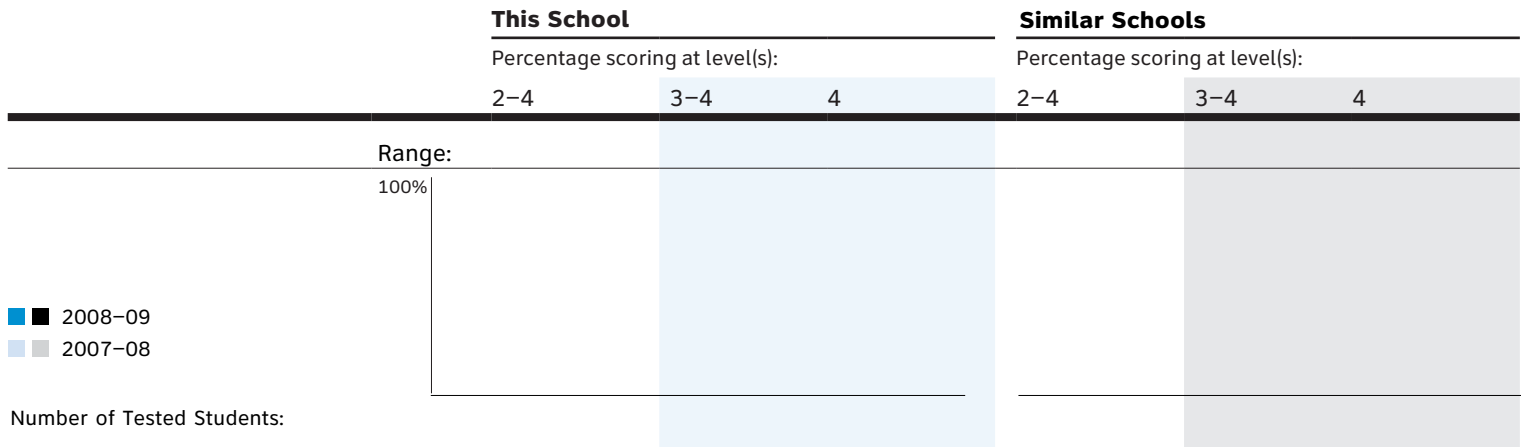 This School Similar Schools
Percentage scoring at level(s): Percentage scoring at level(s):
2–4 3–4 4 2–4 3–4 4
Range:
100%
2008–09
2007–08
Number of Tested Students: